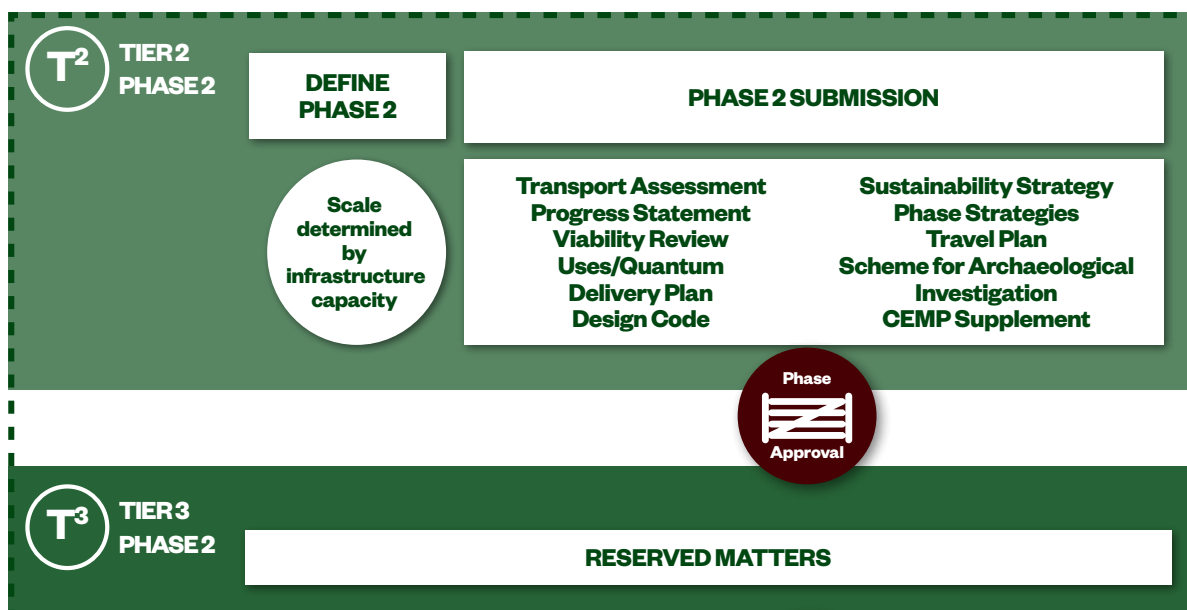 T²
TIER 2
PHASE 2
DEFINE
PHASE 2
PHASE 2 SUBMISSION
Scale
determined
by
infrastructure
capacity
Transport Assessment
Progress Statement
Viability Review
Uses/Quantum
Delivery Plan
Design Code
Sustainability Strategy
Phase Strategies
Travel Plan
Scheme for Archaeological
Investigation
CEMP Supplement
Phase
Approval
T³
TIER 3
PHASE 2
RESERVED MATTERS